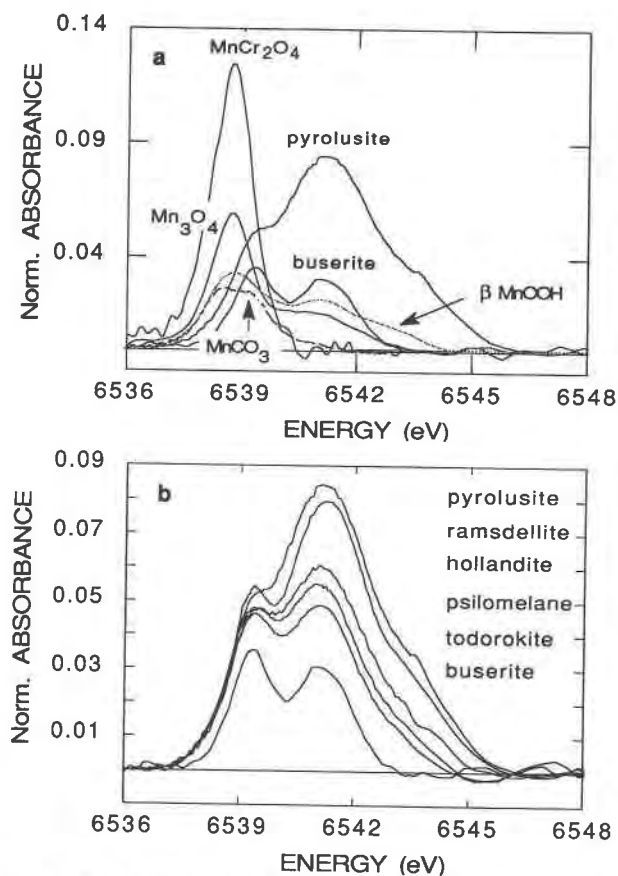 0.14
a
MnCr2O4
0.09
pyrolusite
Mn3O4
buserite
0.04
β MnOOH
MnCO3
Norm. ABSORBANCE
6536 6539 6542 6545 6548
ENERGY (eV)
0.09
b
pyrolusite
0.07
ramsdellite
hollandite
0.05
psilomelane
todorokite
0.03
buserite
0.01
Norm. ABSORBANCE
6536 6539 6542 6545 6548
ENERGY (eV)